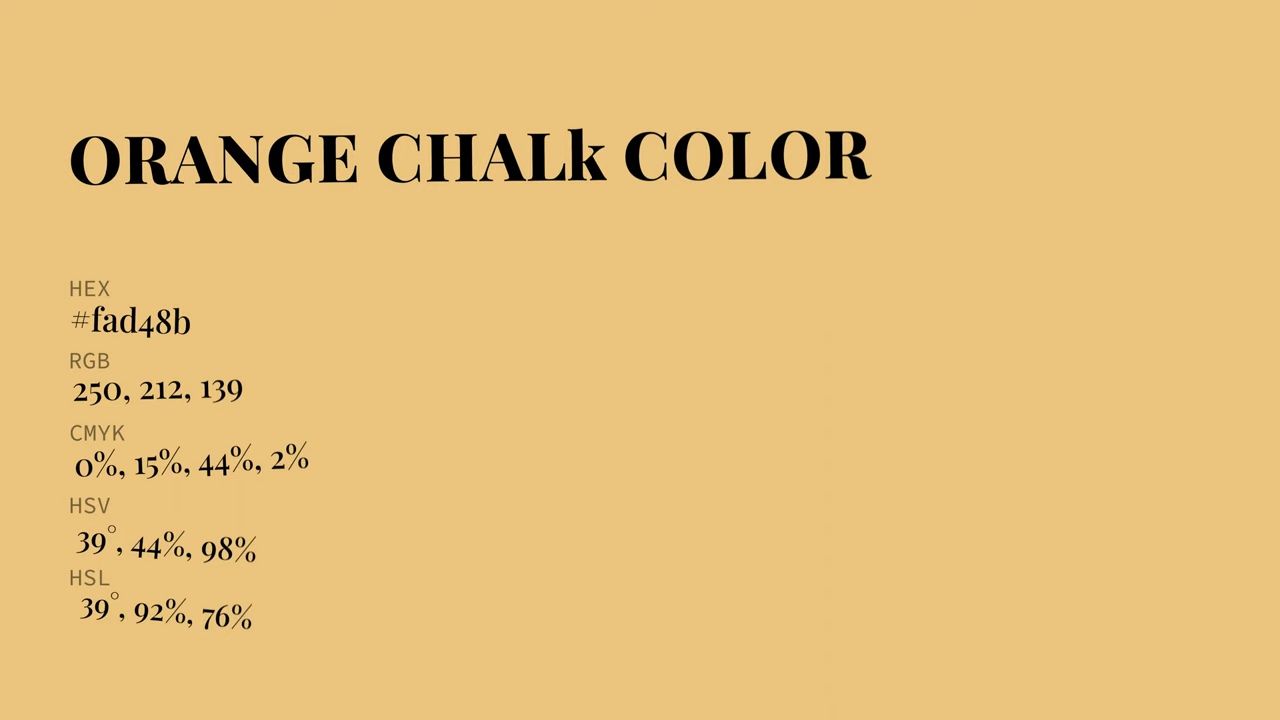 ORANGE CHALk COLOR
HEX
#fad48b
RGB
250, 212, 139
CMYK
0%, 15%, 44%, 2%
HSV
39°, 44%, 98%
HSL
39°, 92%, 76%